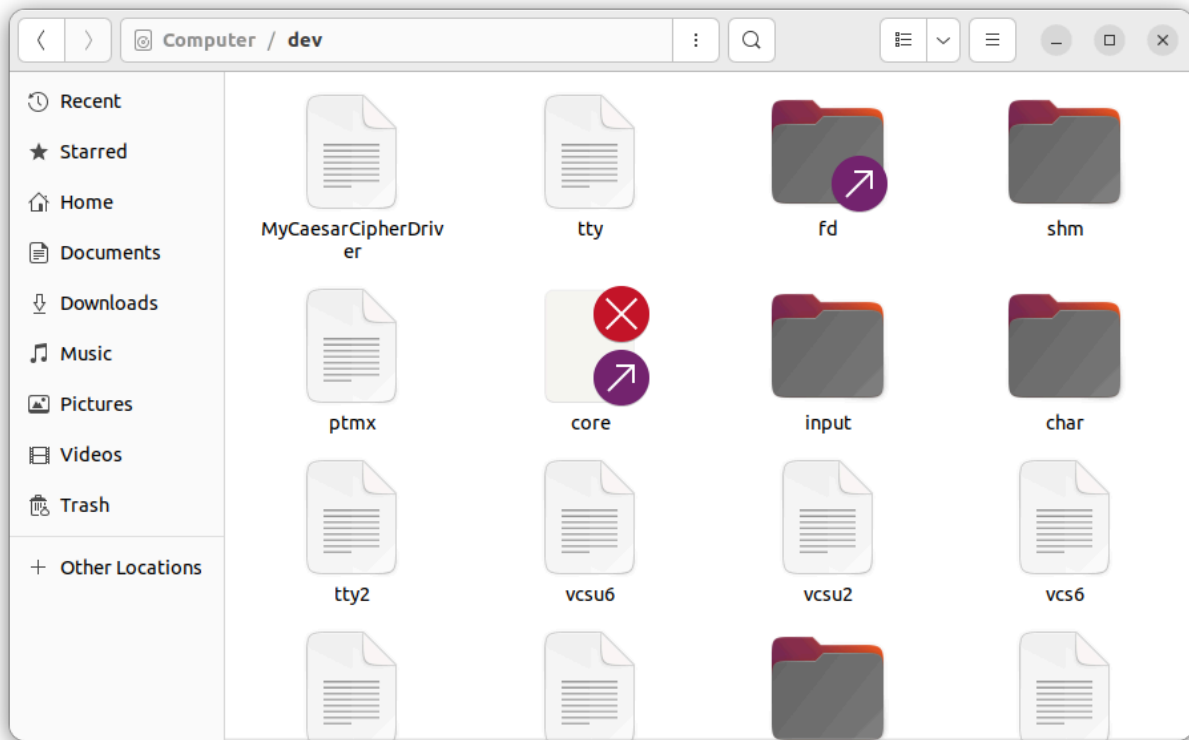 Computer / dev
Recent
Starred
Home
Documents
Downloads
Music
Pictures
Videos
Trash
Other Locations
MyCaesarCipherDriv
er
tty
fd
shm
ptmx
core
input
char
tty2
vcsu6
vcsu2
vcs6